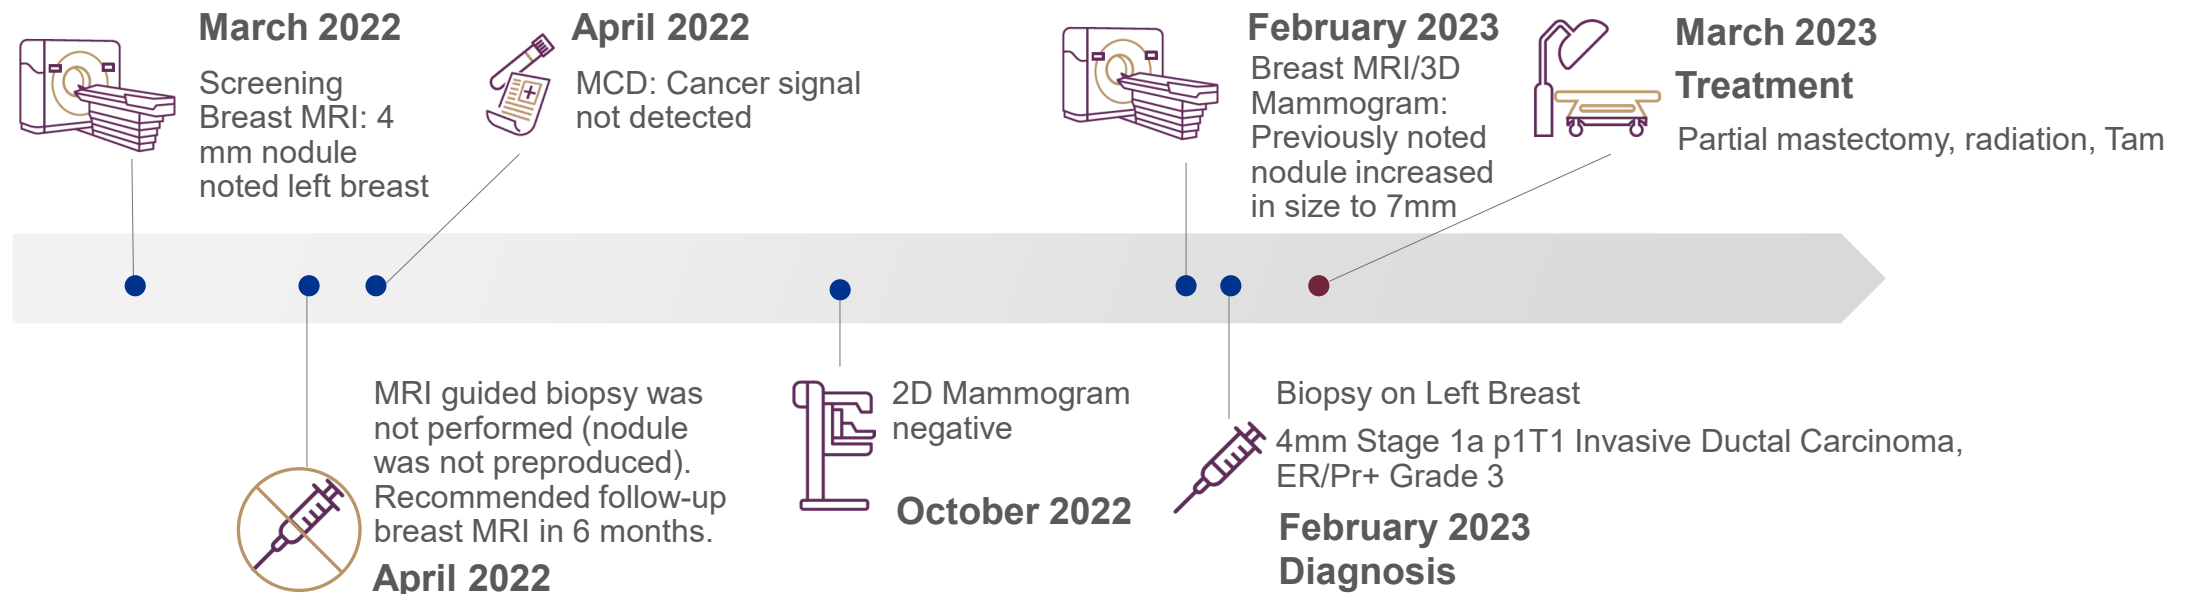 March 2022
Screening
Breast MRI: 4
mm nodule
noted left breast
April 2022
MCD: Cancer signal
not detected
February 2023
Breast MRI/3D
Mammogram:
Previously noted
nodule increased
in size to 7mm
March 2023
Treatment
Partial mastectomy, radiation, Tam
MRI guided biopsy was
not performed (nodule
was not preproduced).
Recommended follow-up
breast MRI in 6 months.
April 2022
2D Mammogram
negative
October 2022
Biopsy on Left Breast
4mm Stage 1a p1T1 Invasive Ductal Carcinoma,
ER/Pr+ Grade 3
February 2023
Diagnosis